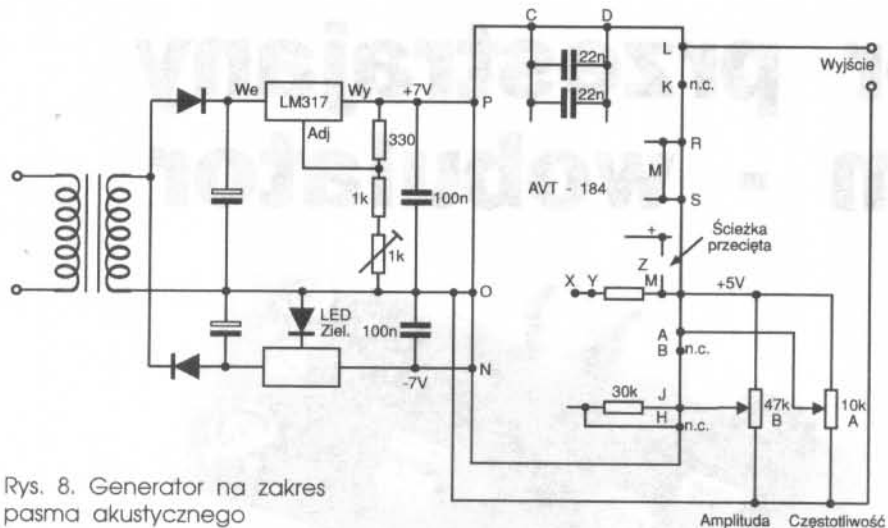 C D
L
Wyjście
K n.c.
We LM317 Wy +7V P
22n
22n
Adj
330
R
M
AVT - 184
S
1k
100n
+
Ścieżka
przecięta
1k
Z
X Y M +5V
O
LED
Ziel.
100n
A
B n.c.
-7V N
30k J
H n.c.
47k
B
10k
A
Rys. 8. Generator na zakres
pasma akustycznego
Amplituda Częstotliwość